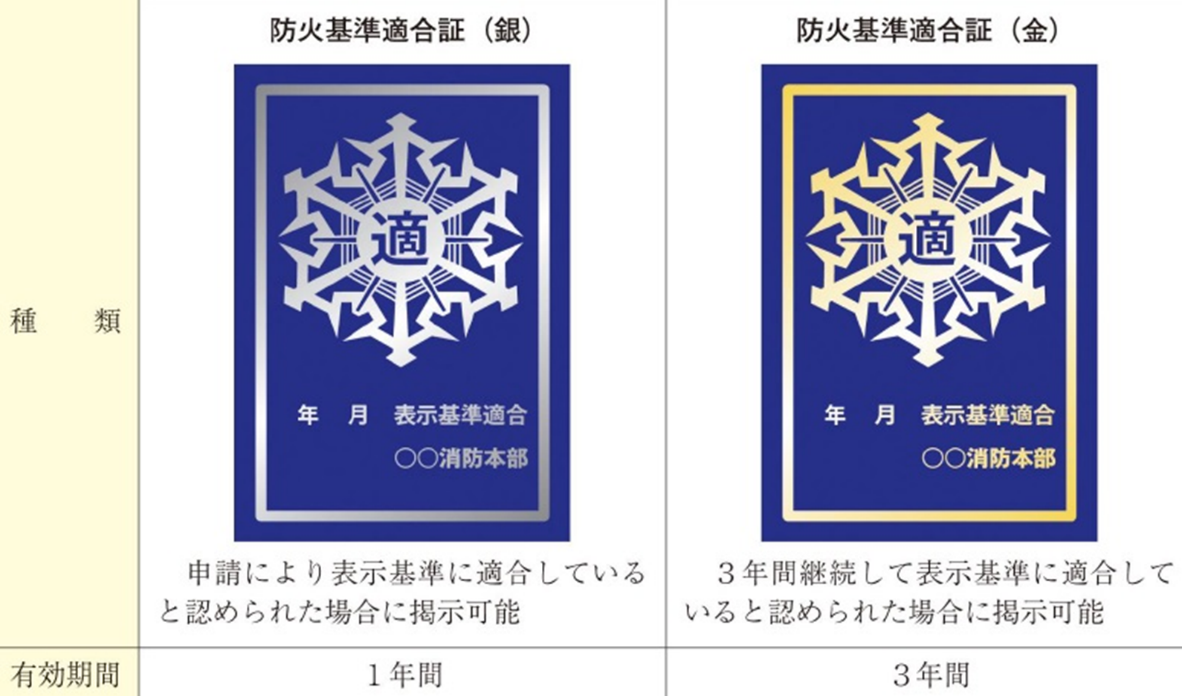 防火基準適合証（銀）
防火基準適合証（金）
種　　類
適
年　月　表示基準適合
〇〇消防本部
適
年　月　表示基準適合
〇〇消防本部
　申請により表示基準に適合している
と認められた場合に掲示可能
　３年間継続して表示基準に適合して
いると認められた場合に掲示可能
有効期間
１年間
３年間